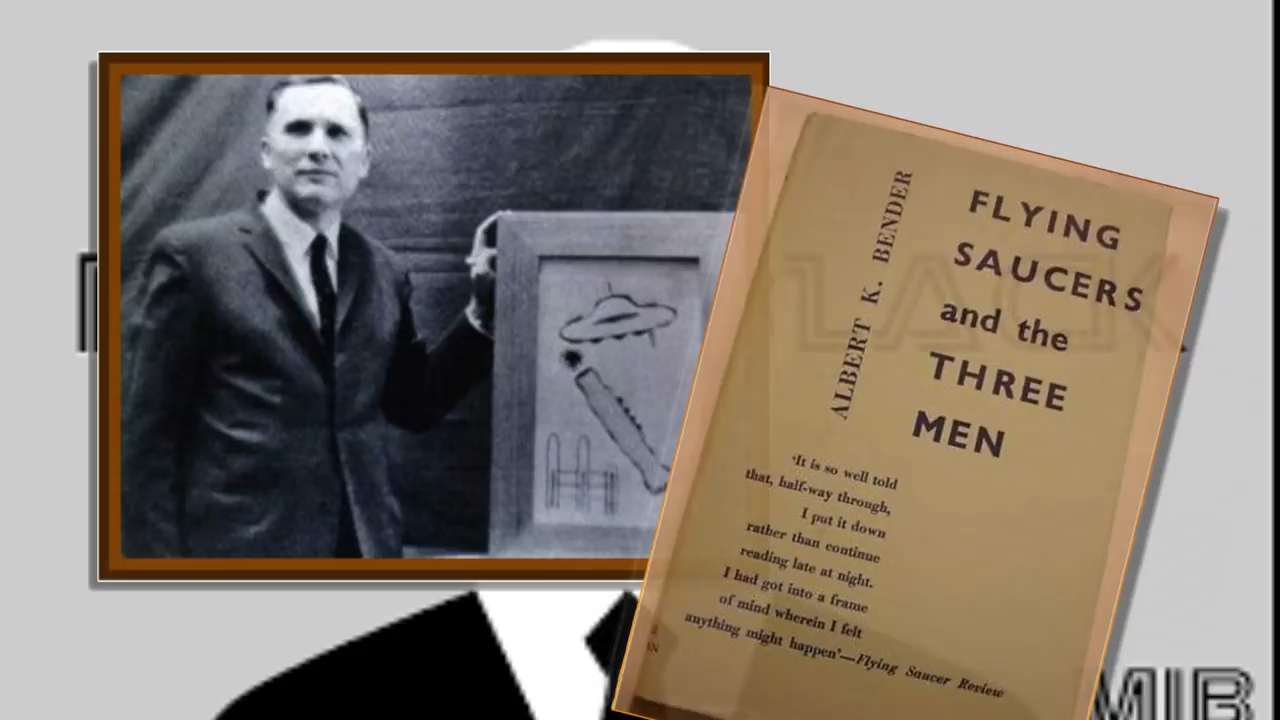 FLYING
SAUCERS
and the
THREE
MEN
ALBERT K. BENDER
'It is so well told
that, half-way through,
I put it down
rather than continue
reading late at night.
I had got into a frame
of mind wherein I felt
anything might happen'—Flying Saucer Review
MIB